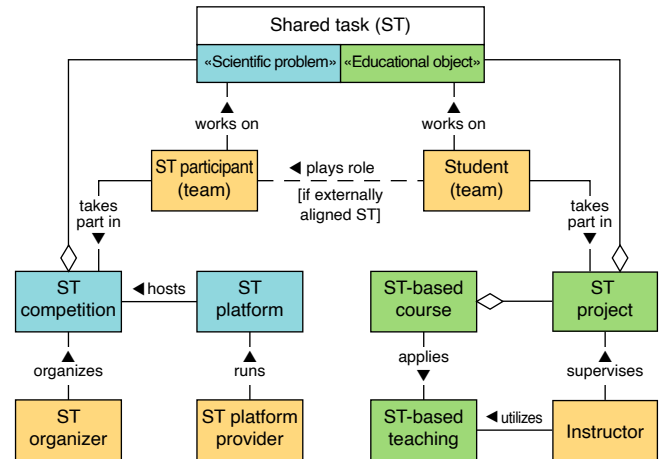 Shared task (ST)
«Scientific problem» «Educational object»
works on works on
ST participant
(team)
◀ plays role
[if externally
aligned ST]
Student
(team)
takes
part in
takes
part in
ST
competition
◀ hosts
ST
platform
ST-based
course
ST
project
organizes runs applies supervises
ST
organizer
ST platform
provider
ST-based
teaching
◀ utilizes
Instructor